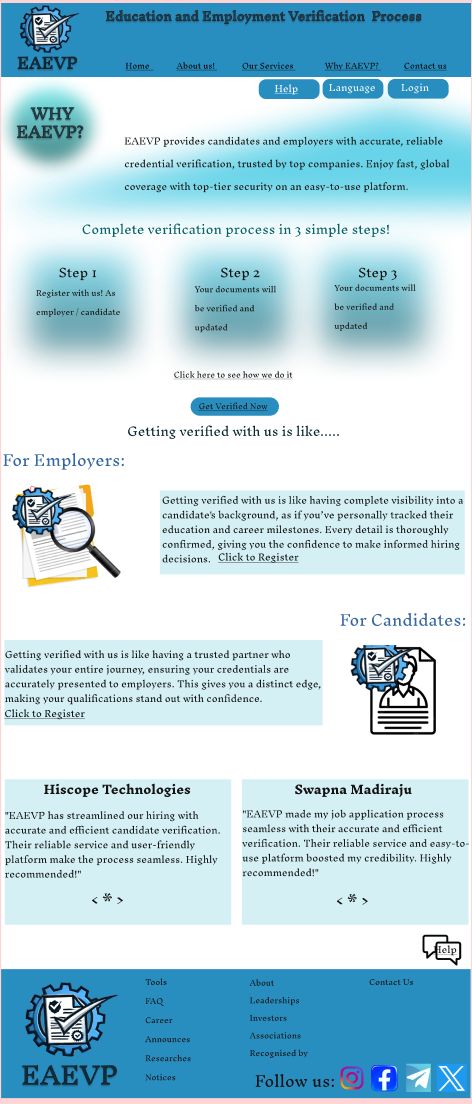 Education and Employment Verification Process
EAEVP
Home
About us!
Our Services
Why EAEVP?
Contact us
Help
Language
Login
WHY
EAEVP?
EAEVP provides candidates and employers with accurate, reliable
credential verification, trusted by top companies. Enjoy fast, global
coverage with top-tier security on an easy-to-use platform.
Complete verification process in 3 simple steps!
Step 1
Register with us! As
employer / candidate
Step 2
Your documents will
be verified and
updated
Step 3
Your documents will
be verified and
updated
Click here to see how we do it
Get Verified Now
Getting verified with us is like.....
For Employers:
Getting verified with us is like having complete visibility into a
candidate's background, as if you've personally tracked their
education and career milestones. Every detail is thoroughly
confirmed, giving you the confidence to make informed hiring
decisions. Click to Register
For Candidates:
Getting verified with us is like having a trusted partner who
validates your entire journey, ensuring your credentials are
accurately presented to employers. This gives you a distinct edge,
making your qualifications stand out with confidence.
Click to Register
Hiscope Technologies
"EAEVP has streamlined our hiring with
accurate and efficient candidate verification.
Their reliable service and user-friendly
platform make the process seamless. Highly
recommended!"
< * >
Swapna Madiraju
"EAEVP made my job application process
seamless with their accurate and efficient
verification. Their reliable service and easy-to-
use platform boosted my credibility. Highly
recommended!"
< * >
Help
EAEVP
Tools
FAQ
Career
Announces
Researches
Notices
About
Leaderships
Investors
Associations
Recognised by
Contact Us
Follow us: